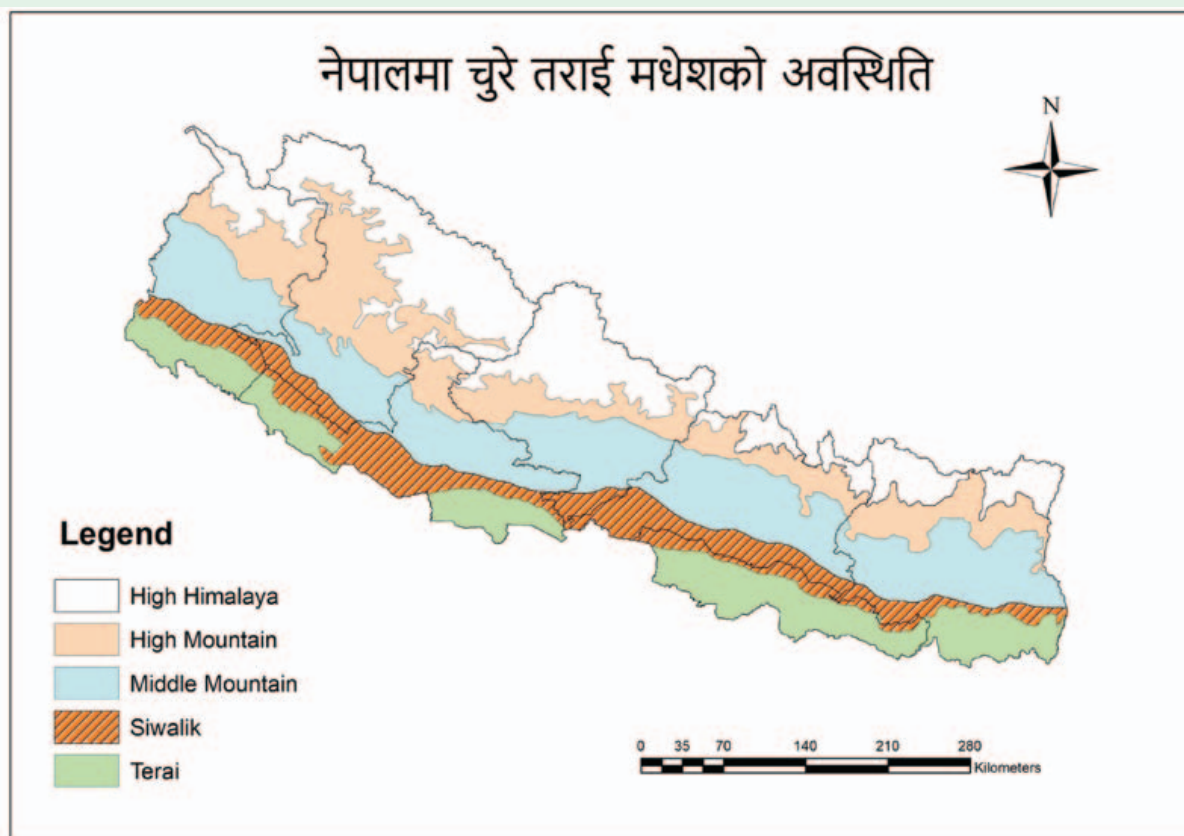 नेपालमा चुरे तराई मधेशको अवस्थिति
N
Legend
High Himalaya
High Mountain
Middle Mountain
Siwalik
Terai
0 35 70 140 210 280
Kilometers